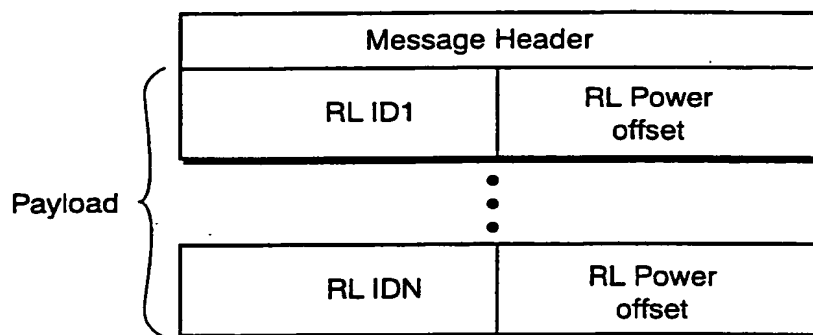 Message Header
RL ID1
RL Power
offset
Payload
RL IDN
RL Power
offset